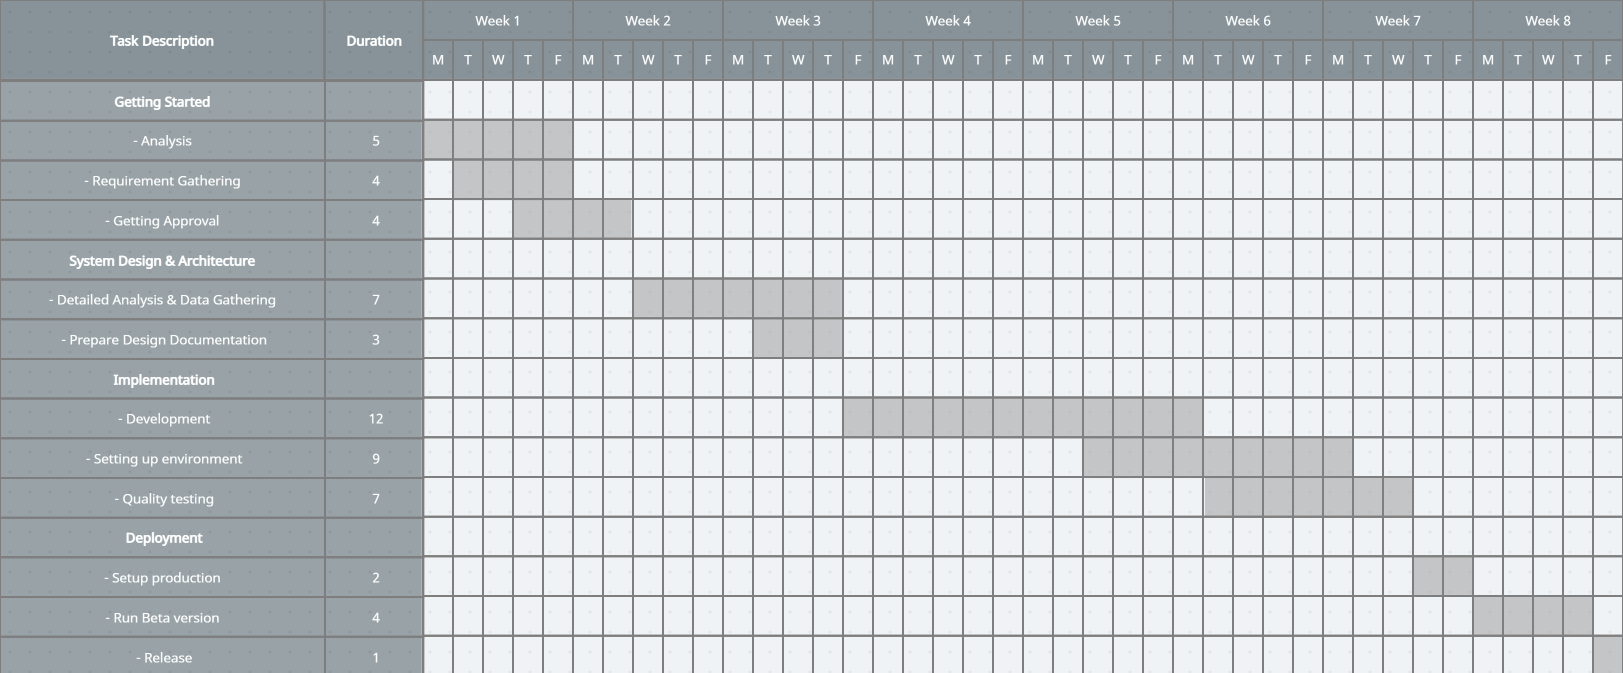 Task Description Duration Week 1 Week 2 Week 3 Week 4 Week 5 Week 6 Week 7 Week 8
M T W T F M T W T F M T W T F M T W T F M T W T F M T W T F M T W T F M T W T F
Getting Started
- Analysis 5
- Requirement Gathering 4
- Getting Approval 4
System Design & Architecture
- Detailed Analysis & Data Gathering 7
- Prepare Design Documentation 3
Implementation
- Development 12
- Setting up environment 9
- Quality testing 7
Deployment
- Setup production 2
- Run Beta version 4
- Release 1